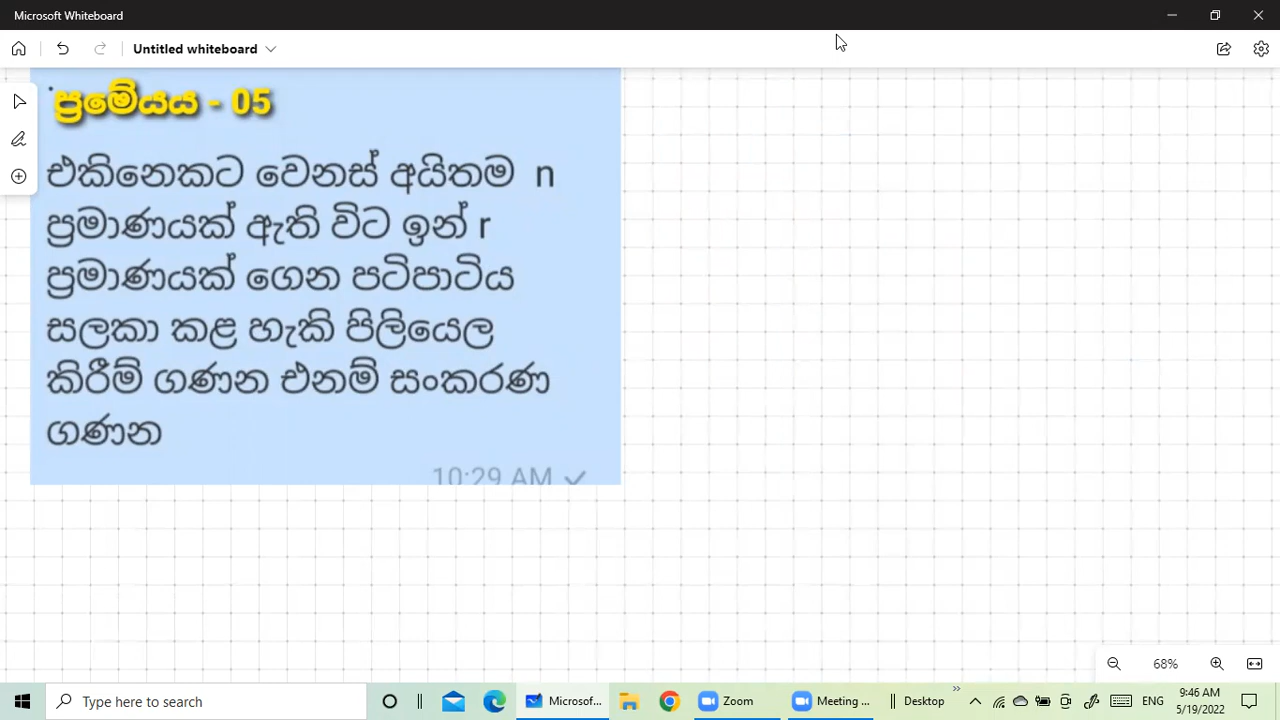 Microsoft Whiteboard
Untitled whiteboard
ප්‍රමේයය - 05
එකිනෙකට වෙනස් අයිතම n
ප්‍රමාණයක් ඇති විට ඉන් r
ප්‍රමාණයක් ගෙන පටිපාටිය
සලකා කළ හැකි පිලියෙල
කිරීම් ගණන එනම් සංකරණ
ගණන
10:29 AM
68%
Type here to search
Microsof...
Zoom
Meeting ...
Desktop
ENG
9:46 AM
5/19/2022